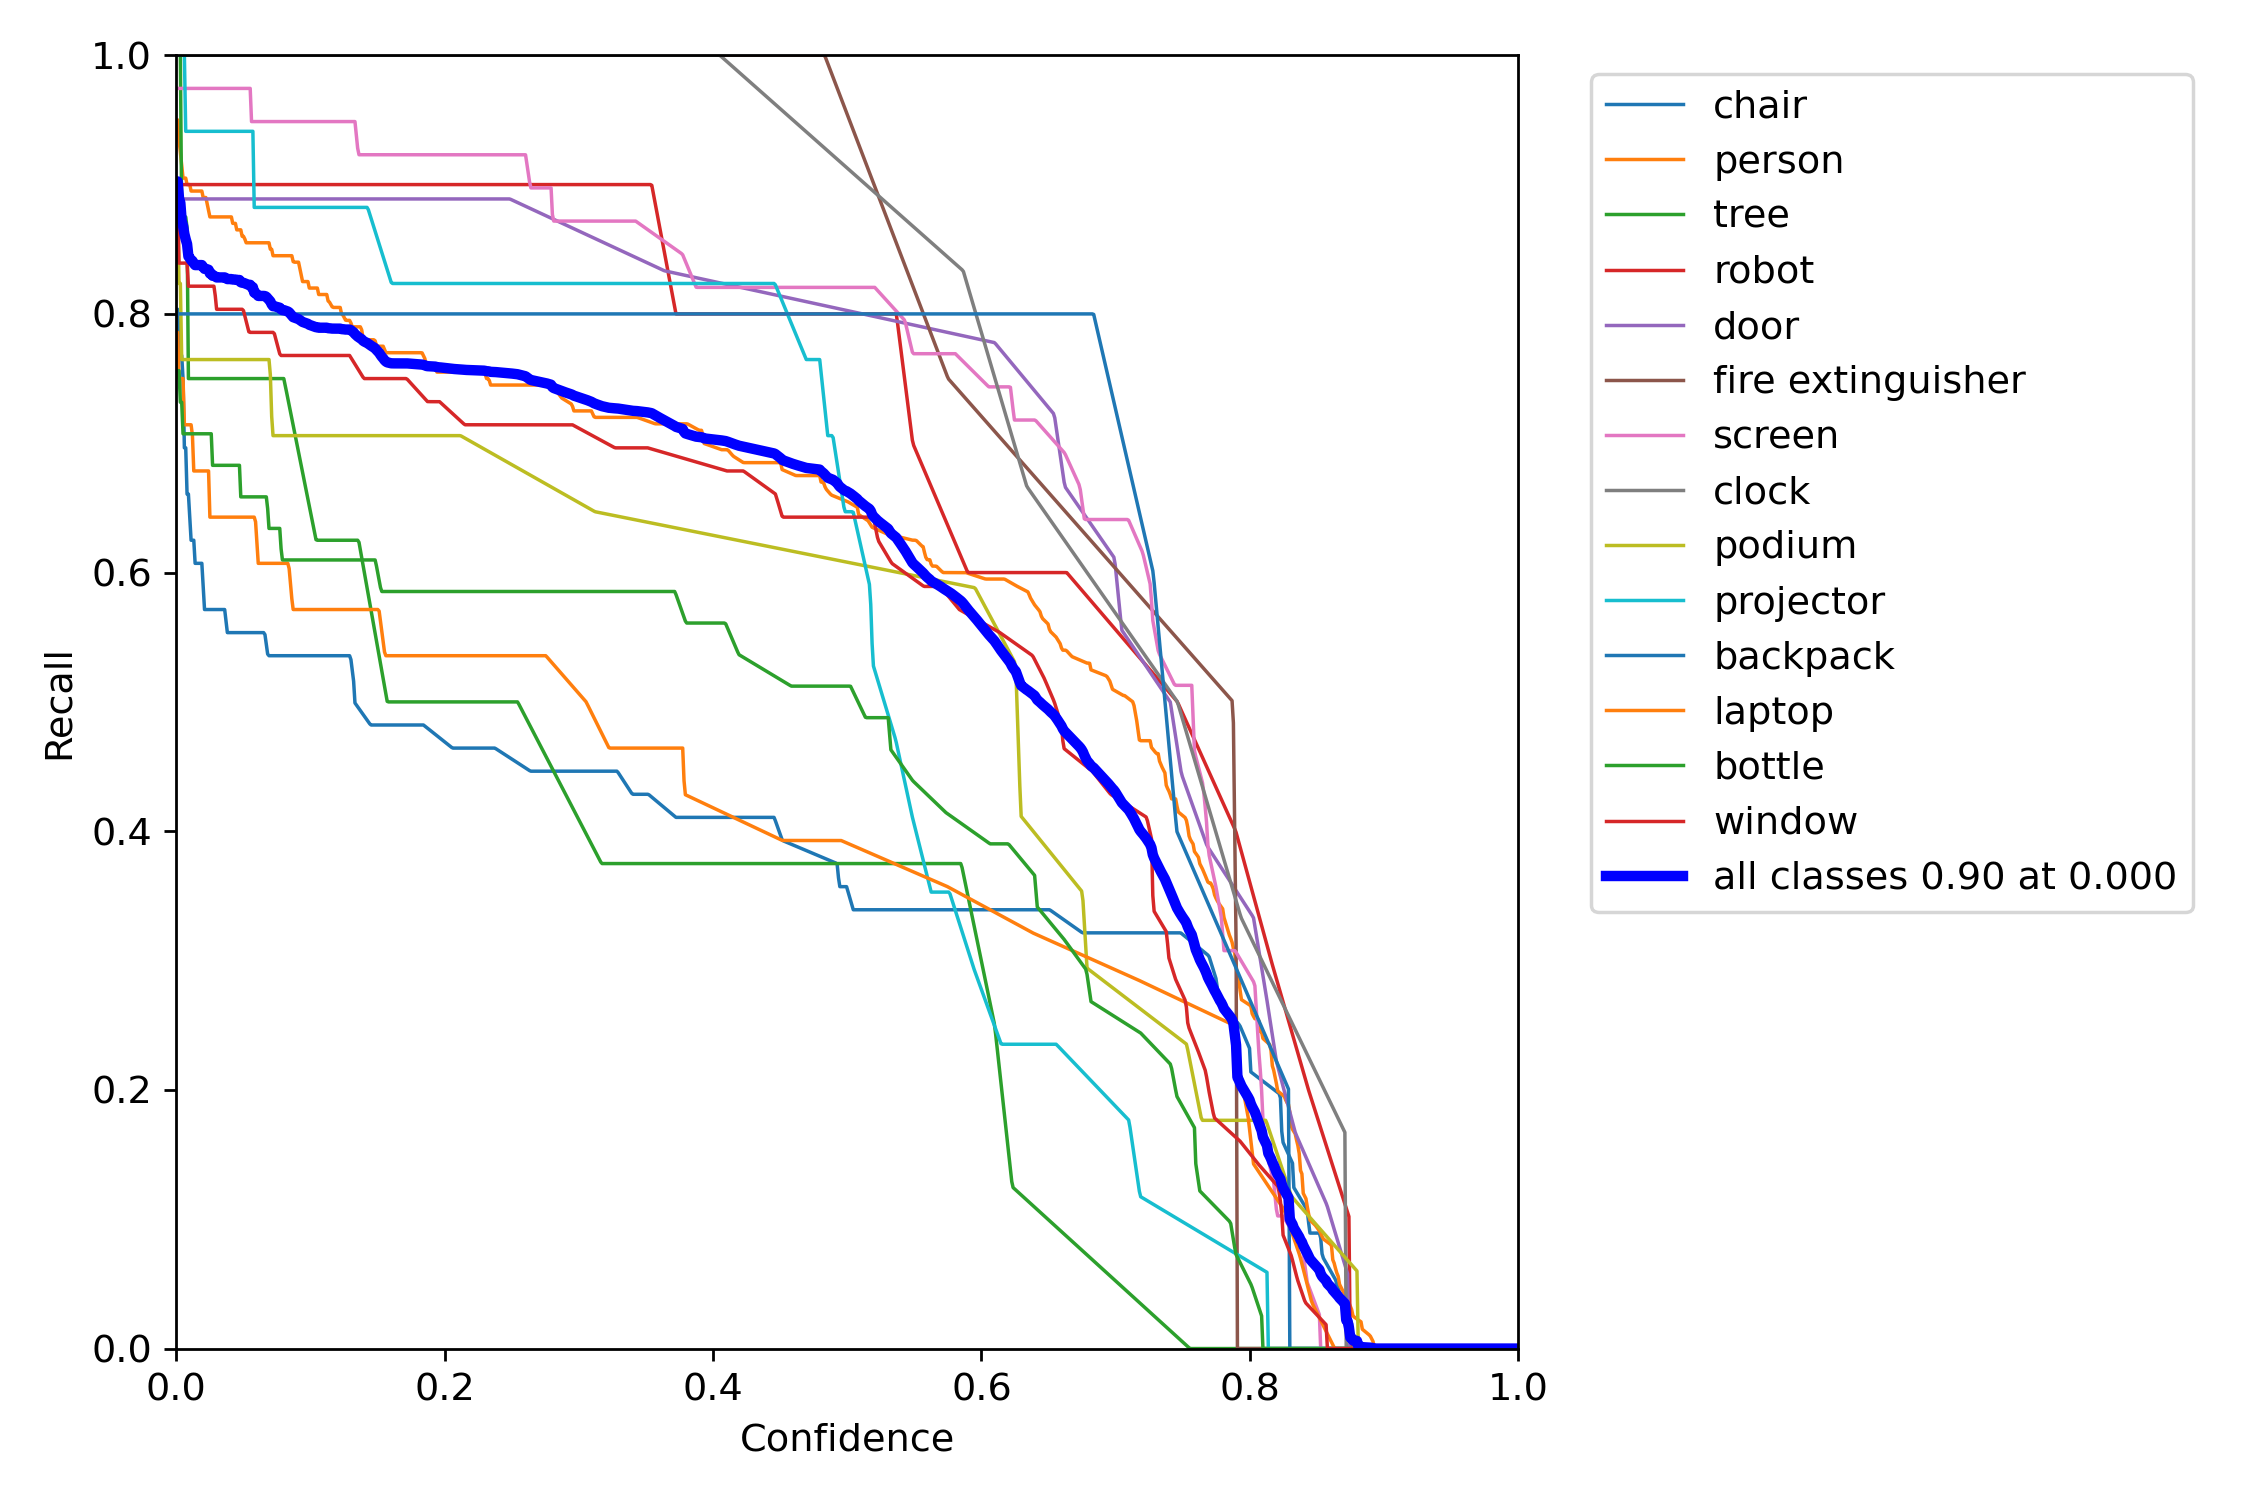 1.0
0.8
0.6
0.4
0.2
0.0
Recall
0.0 0.2 0.4 0.6 0.8 1.0
Confidence
chair
person
tree
robot
door
fire extinguisher
screen
clock
podium
projector
backpack
laptop
bottle
window
all classes 0.90 at 0.000